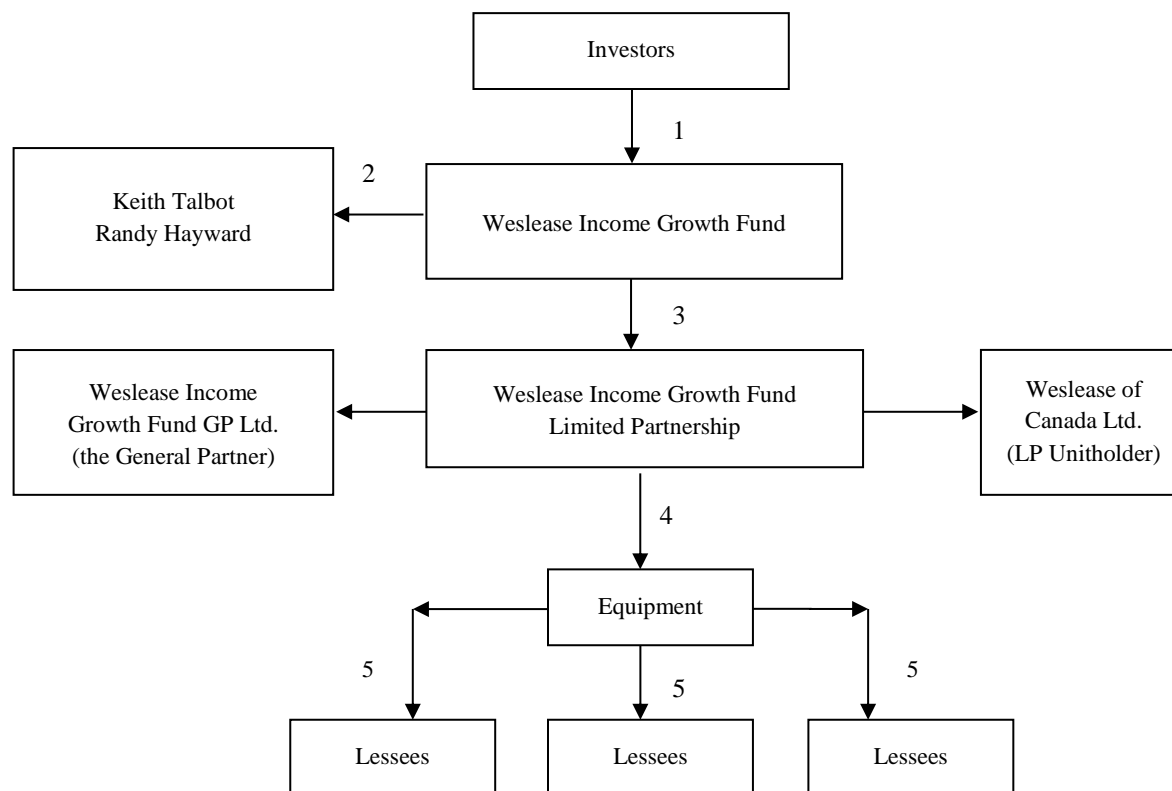 Investors
1
2
Keith Talbot
Randy Hayward
Weslease Income Growth Fund
3
Weslease Income
Growth Fund GP Ltd.
(the General Partner)
Weslease Income Growth Fund
Limited Partnership
Weslease of
Canada Ltd.
(LP Unitholder)
4
Equipment
5
5
5
Lessees
Lessees
Lessees